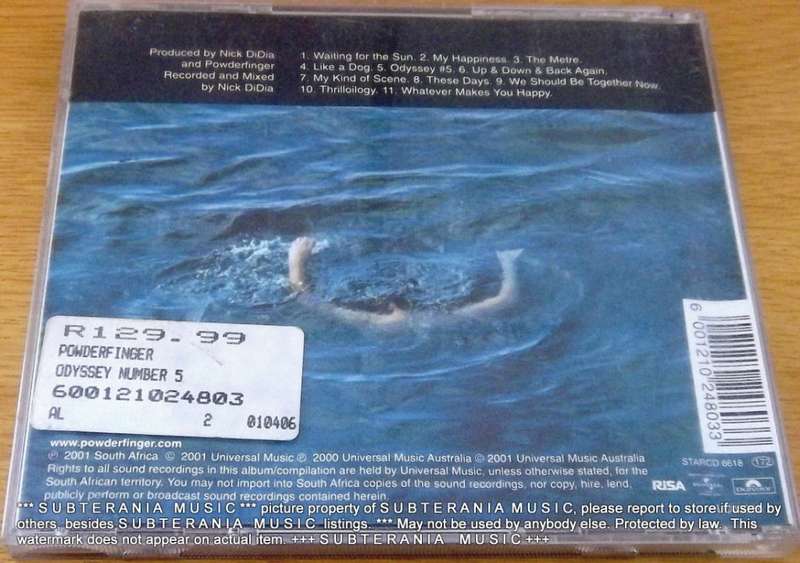 Produced by Nick DiDia
and Powderfinger
Recorded and Mixed
by Nick DiDia
1. Waiting for the Sun. 2. My Happiness. 3. The Metre.
4. Like a Dog. 5. Odyssey #5. 6. Up & Down & Back Again.
7. My Kind of Scene. 8. These Days. 9. We Should Be Together Now.
10. Thrilloilogy. 11. Whatever Makes You Happy.
R129.99
POWDERFINGER
ODYSSEY NUMBER 5
600121024803
AL 2 010406
6 001210 248033
www.powderfinger.com
℗ 2001 South Africa © 2001 Universal Music ℗ 2000 Universal Music Australia © 2001 Universal Music Australia
Rights to all sound recordings in this album/compilation are held by Universal Music, unless otherwise stated, for the
South African territory. You may not import into South Africa copies of the sound recordings, nor copy, hire, lend,
publicly perform or broadcast sound recordings contained herein.
STARCD 6618 172
RISA
*** S U B T E R A N I A M U S I C *** picture property of S U B T E R A N I A M U S I C, please report to store if used by
others, besides S U B T E R A N I A M U S I C listings. *** May not be used by anybody else. Protected by law. This
watermark does not appear on actual item. +++ S U B T E R A N I A M U S I C +++